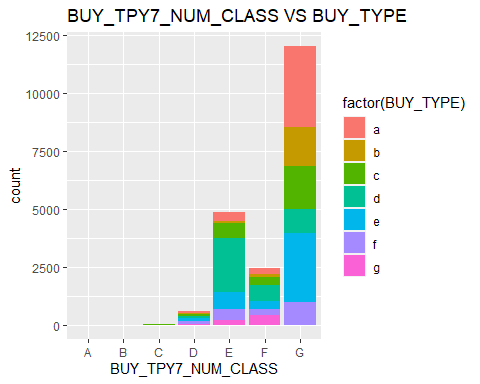 BUY_TPY7_NUM_CLASS VS BUY_TYPE
12500
10000
7500
5000
2500
0
count
A B C D E F G
BUY_TPY7_NUM_CLASS
factor(BUY_TYPE)
a
b
c
d
e
f
g